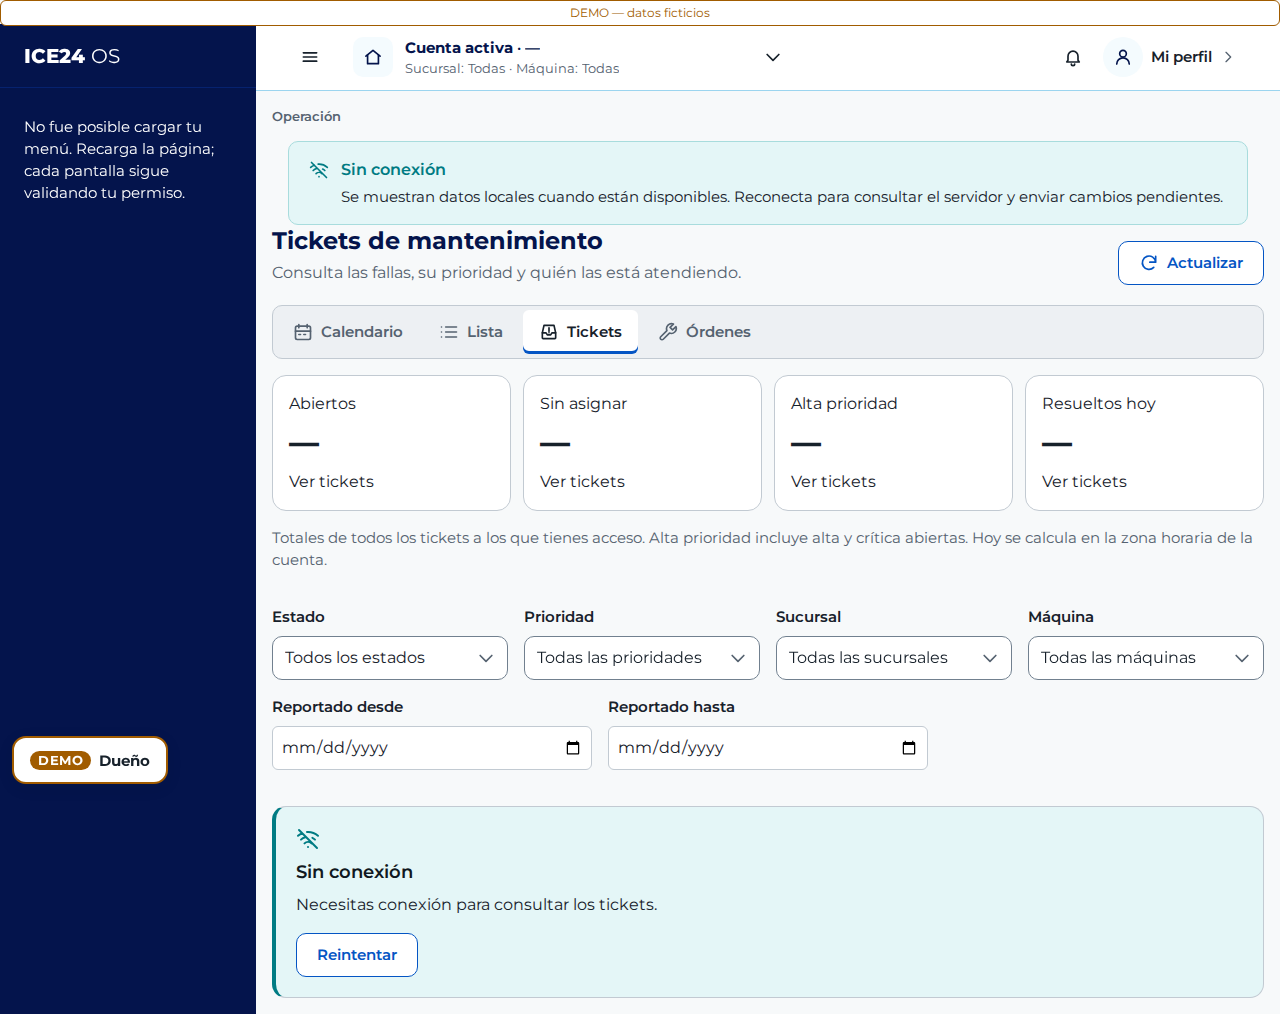 DEMO — datos ficticios
ICE24 OS
Cuenta activa · —
Sucursal: Todas · Máquina: Todas
Mi perfil
No fue posible cargar tu
menú. Recarga la página;
cada pantalla sigue
validando tu permiso.
DEMO Dueño
Operación
Sin conexión
Se muestran datos locales cuando están disponibles. Reconecta para consultar el servidor y enviar cambios pendientes.
Tickets de mantenimiento
Consulta las fallas, su prioridad y quién las está atendiendo.
Actualizar
Calendario Lista Tickets Órdenes
Abiertos Sin asignar Alta prioridad Resueltos hoy
— — — —
Ver tickets Ver tickets Ver tickets Ver tickets
Totales de todos los tickets a los que tienes acceso. Alta prioridad incluye alta y crítica abiertas. Hoy se calcula en la zona horaria de la
cuenta.
Estado Prioridad Sucursal Máquina
Todos los estados Todas las prioridades Todas las sucursales Todas las máquinas
Reportado desde Reportado hasta
mm/dd/yyyy mm/dd/yyyy
Sin conexión
Necesitas conexión para consultar los tickets.
Reintentar